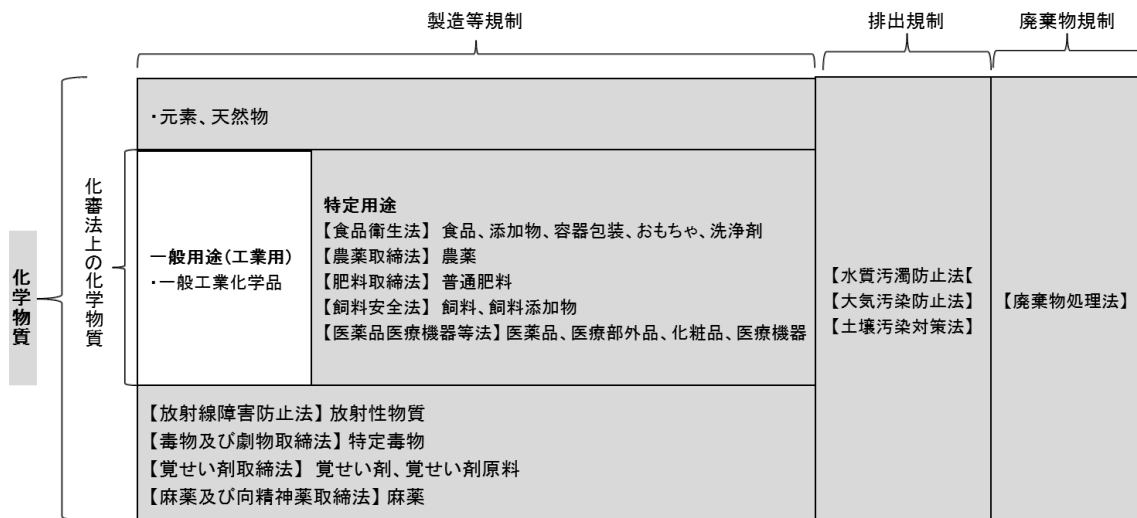 製造等規制
排出規制
廃棄物規制
化学物質
化審法上の化学物質
・元素、天然物
一般用途(工業用)
・一般工業化学品
特定用途
【食品衛生法】 食品、添加物、容器包装、おもちゃ、洗浄剤
【農薬取締法】 農薬
【肥料取締法】 普通肥料
【飼料安全法】 飼料、飼料添加物
【医薬品医療機器等法】 医薬品、医療部外品、化粧品、医療機器
【放射線障害防止法】 放射性物質
【毒物及び劇物取締法】 特定毒物
【覚せい剤取締法】 覚せい剤、覚せい剤原料
【麻薬及び向精神薬取締法】 麻薬
【水質汚濁防止法【
【大気汚染防止法】
【土壌汚染対策法】
【廃棄物処理法】